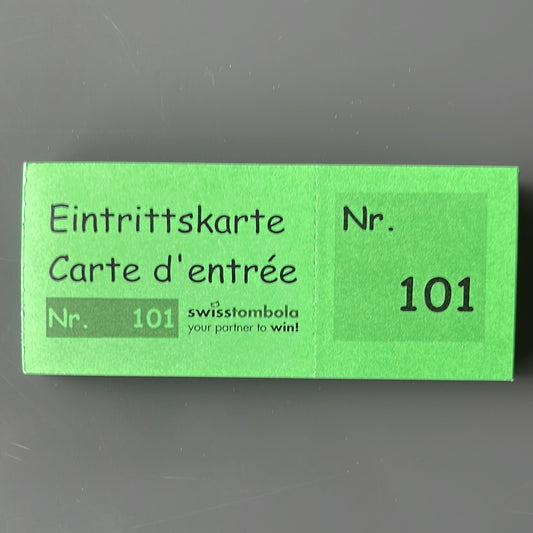 Eintrittskarte
Carte d'entrée
Nr. 101
swisstombola
your partner to win!
Nr.
101